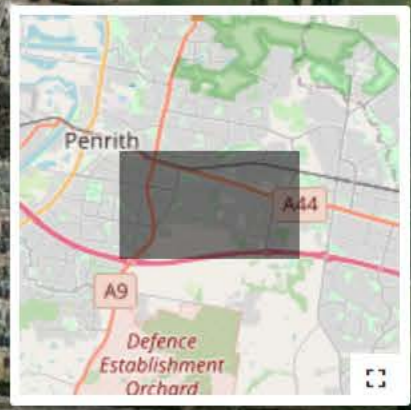 Penrith
A44
A9
Defence
Establishment
Orchard